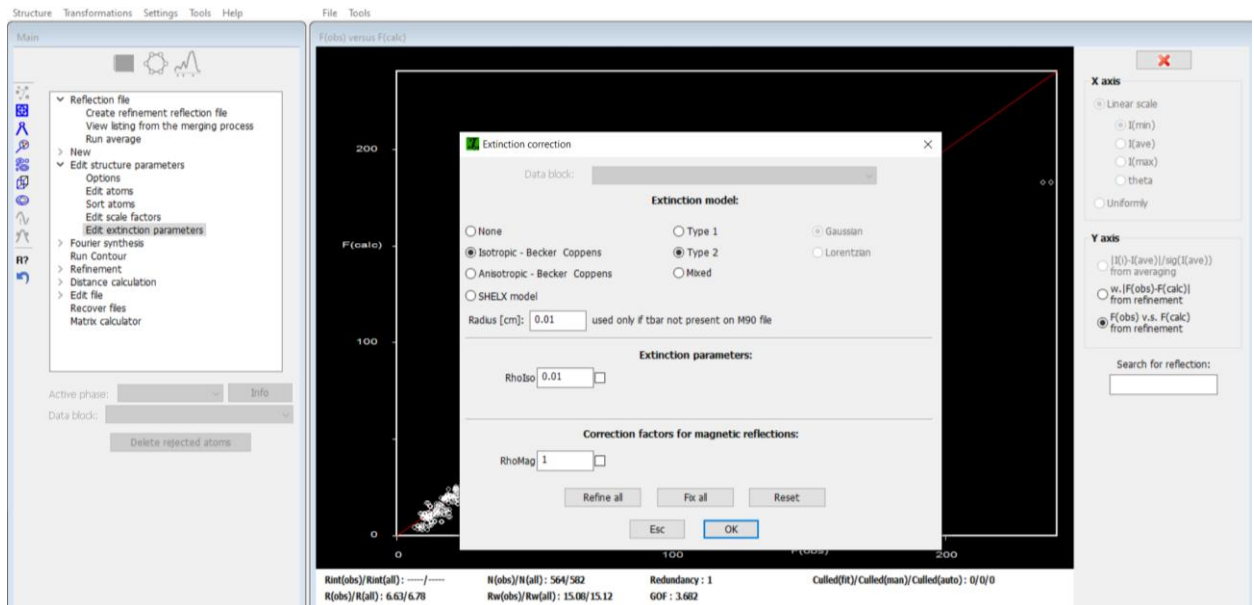 Structure Transformations Settings Tools Help
File Tools
Main
F(obs) versus F(calc)
Reflection file
Create refinement reflection file
View listing from the merging process
Run average
New
Edit structure parameters
Options
Edit atoms
Sort atoms
Edit scale factors
Edit extinction parameters
Fourier synthesis
Run Contour
Refinement
Distance calculation
Edit file
Recover files
Matrix calculator
R?
Active phase:
Info
Data block:
Delete rejected atoms
200
F(calc)
100
0
0
100
F(obs)
200
Extinction correction
Data block:
Extinction model:
None
Type 1
Gaussian
Isotropic - Becker Coppens
Type 2
Lorentzian
Anisotropic - Becker Coppens
Mixed
SHELX model
Radius [cm]: 0.01 used only if tbar not present on M90 file
Extinction parameters:
RhoIso 0.01
Correction factors for magnetic reflections:
RhoMag 1
Refine all Fix all Reset
Esc OK
X axis
Linear scale
I(min)
I(ave)
I(max)
theta
Uniformly
Y axis
|I(i)-I(ave)|/sig(I(ave))
from averaging
w.|F(obs)-F(calc)|
from refinement
F(obs) v.s. F(calc)
from refinement
Search for reflection:
Rint(obs)/Rint(all) : -----/-----
N(obs)/N(all) : 564/582
Redundancy : 1
Culled(fit)/Culled(man)/Culled(auto) : 0/0/0
R(obs)/R(all) : 6.63/6.78
Rw(obs)/Rw(all) : 15.08/15.12
GOF : 3.682